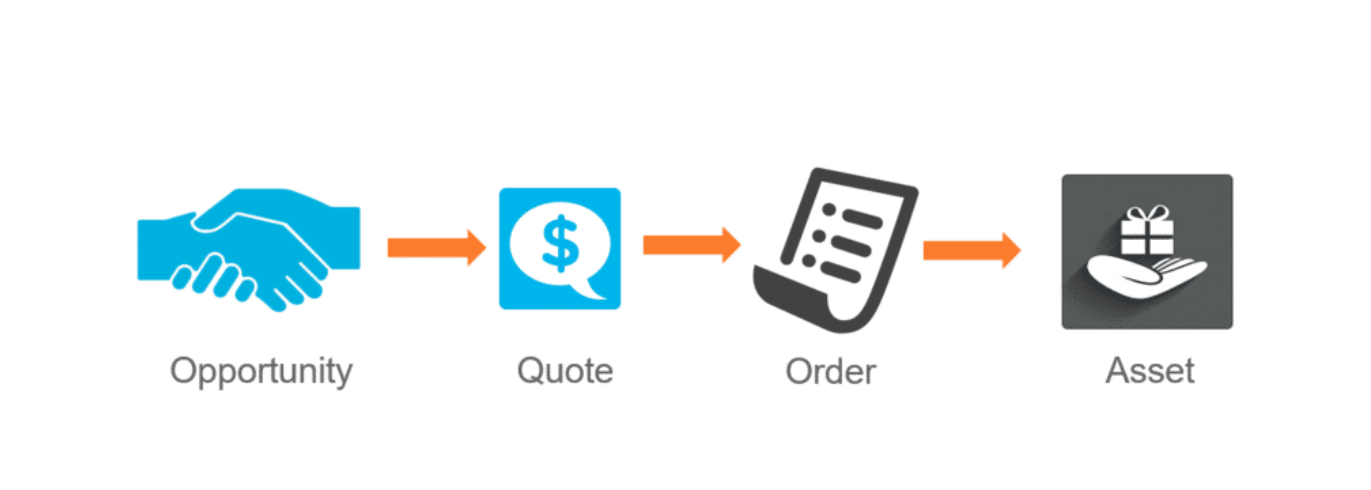 $
Opportunity
Quote
Order
Asset